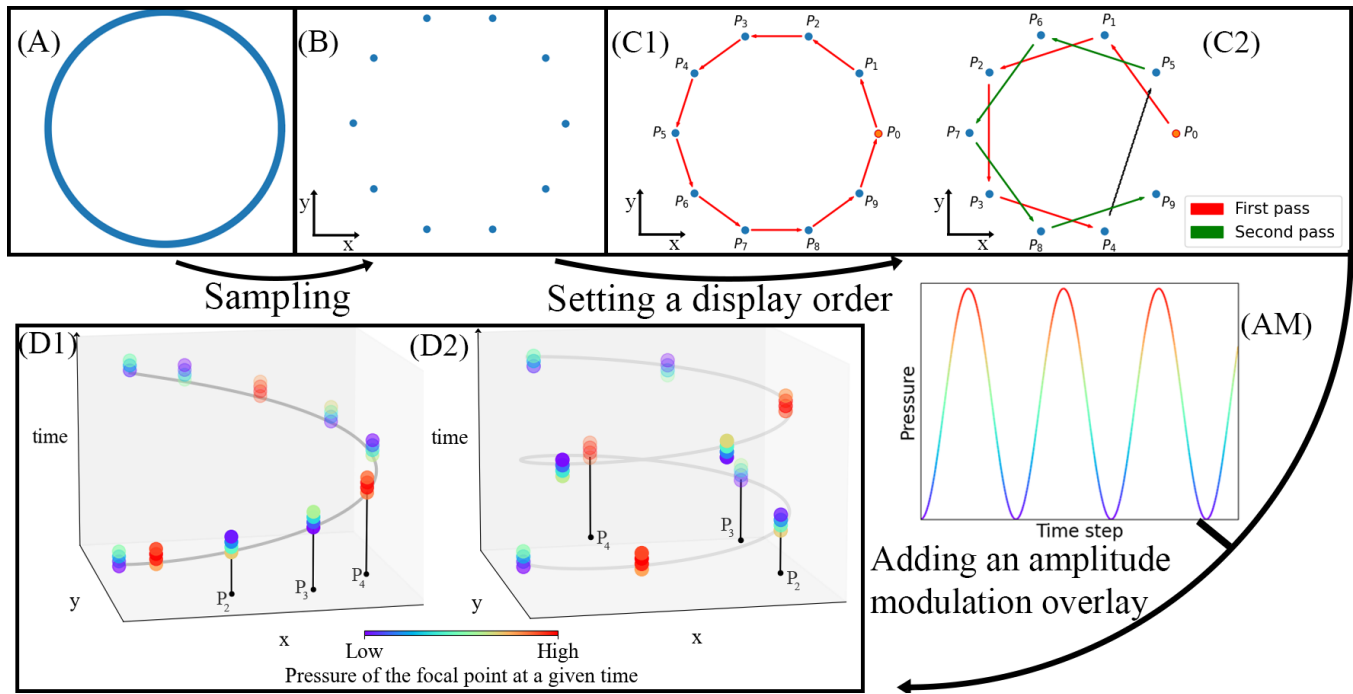 (A)
(B)
y
x
(C1)
P0
P1
P2
P3
P4
P5
P6
P7
P8
P9
y
x
(C2)
P0
P1
P2
P3
P4
P5
P6
P7
P8
P9
y
x
First pass
Second pass
Sampling
Setting a display order
(AM)
Pressure
Time step
Adding an amplitude
modulation overlay
(D1)
time
y
x
P2
P3
P4
(D2)
time
y
x
P4
P3
P2
Low
High
Pressure of the focal point at a given time